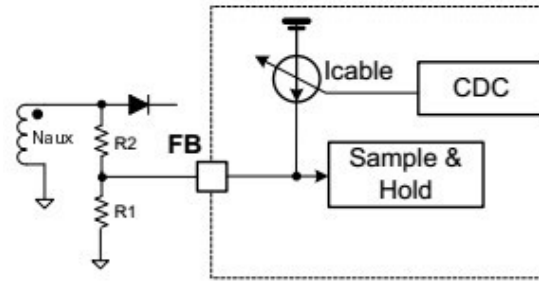 Icable
CDC
Naux
R2
FB
Sample &
Hold
R1